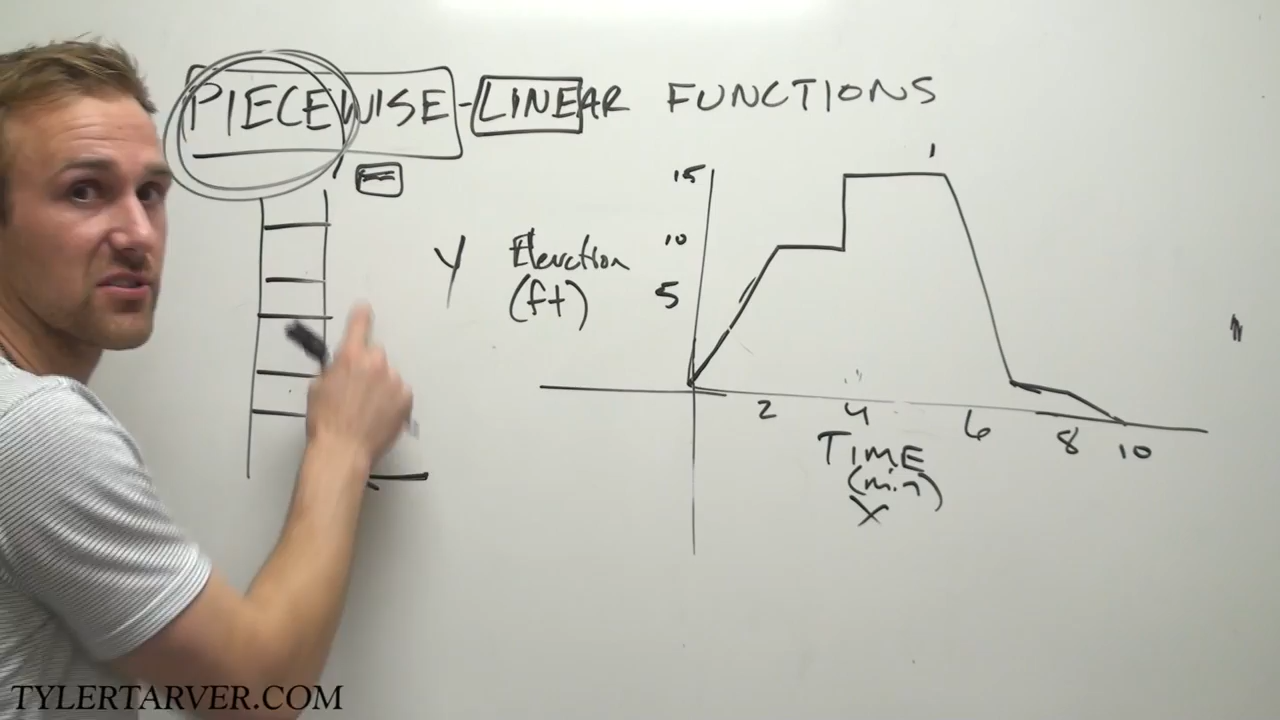 PIECEWISE-LINEAR FUNCTIONS
15
10
5
Y
Elevation
(ft)
2 4 6 8 10
TIME
(min)
X
TYLERTARVER.COM